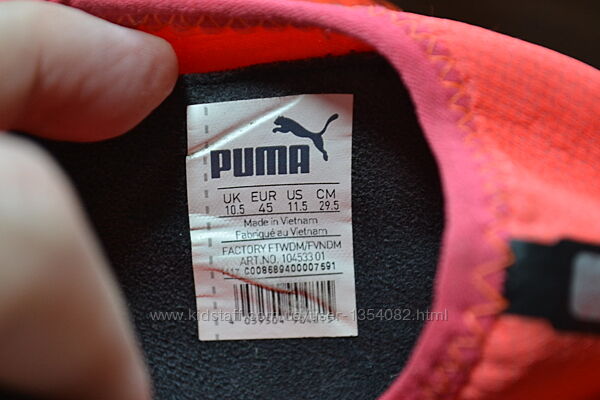 PUMA
UK EUR US CM
10.5 45 11.5 29.5
Made in Vietnam
Fabriqué au Vietnam
FACTORY FTWDM/FVNDM
ART.NO. 104533 01
C008689400007691